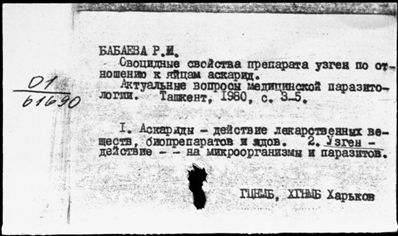 БАБАЕВА Р.И.
Овоцидные свойства препарата узген по от-
ношению к яйцам аскарид.
Актуальные вопросы медицинской паразито-
логии. Ташкент, 1980, с. 3-5.
01
61690
I. Аскариды - действие лекарственных ве-
ществ, биопрепаратов и ядов. 2. Узген -
действие - - на микроорганизмы и паразитов.
ГЦНМБ, ХГНМБ Харьков